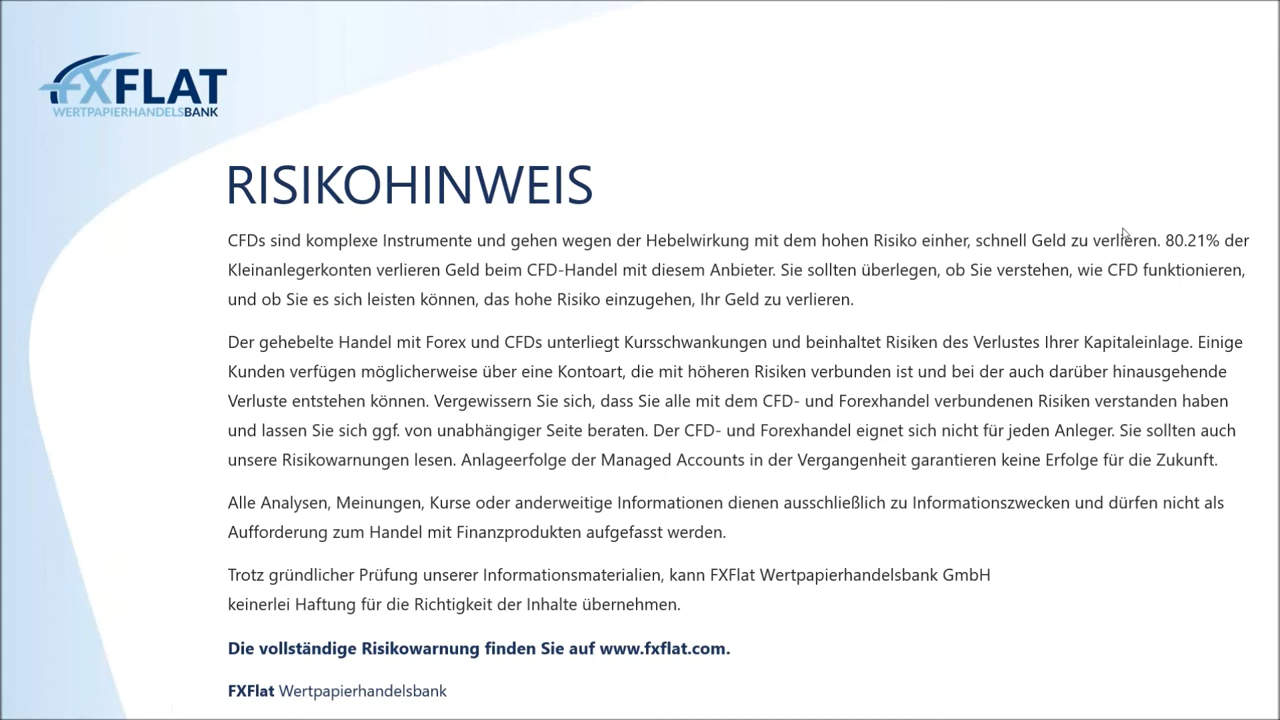 FXFLAT
WERTPAPIERHANDELSBANK
RISIKOHINWEIS
CFDs sind komplexe Instrumente und gehen wegen der Hebelwirkung mit dem hohen Risiko einher, schnell Geld zu verlieren. 80.21% der
Kleinanlegerkonten verlieren Geld beim CFD-Handel mit diesem Anbieter. Sie sollten überlegen, ob Sie verstehen, wie CFD funktionieren,
und ob Sie es sich leisten können, das hohe Risiko einzugehen, Ihr Geld zu verlieren.
Der gehebelte Handel mit Forex und CFDs unterliegt Kursschwankungen und beinhaltet Risiken des Verlustes Ihrer Kapitaleinlage. Einige
Kunden verfügen möglicherweise über eine Kontoart, die mit höheren Risiken verbunden ist und bei der auch darüber hinausgehende
Verluste entstehen können. Vergewissern Sie sich, dass Sie alle mit dem CFD- und Forexhandel verbundenen Risiken verstanden haben
und lassen Sie sich ggf. von unabhängiger Seite beraten. Der CFD- und Forexhandel eignet sich nicht für jeden Anleger. Sie sollten auch
unsere Risikowarnungen lesen. Anlageerfolge der Managed Accounts in der Vergangenheit garantieren keine Erfolge für die Zukunft.
Alle Analysen, Meinungen, Kurse oder anderweitige Informationen dienen ausschließlich zu Informationszwecken und dürfen nicht als
Aufforderung zum Handel mit Finanzprodukten aufgefasst werden.
Trotz gründlicher Prüfung unserer Informationsmaterialien, kann FXFlat Wertpapierhandelsbank GmbH
keinerlei Haftung für die Richtigkeit der Inhalte übernehmen.
Die vollständige Risikowarnung finden Sie auf www.fxflat.com.
FXFlat Wertpapierhandelsbank